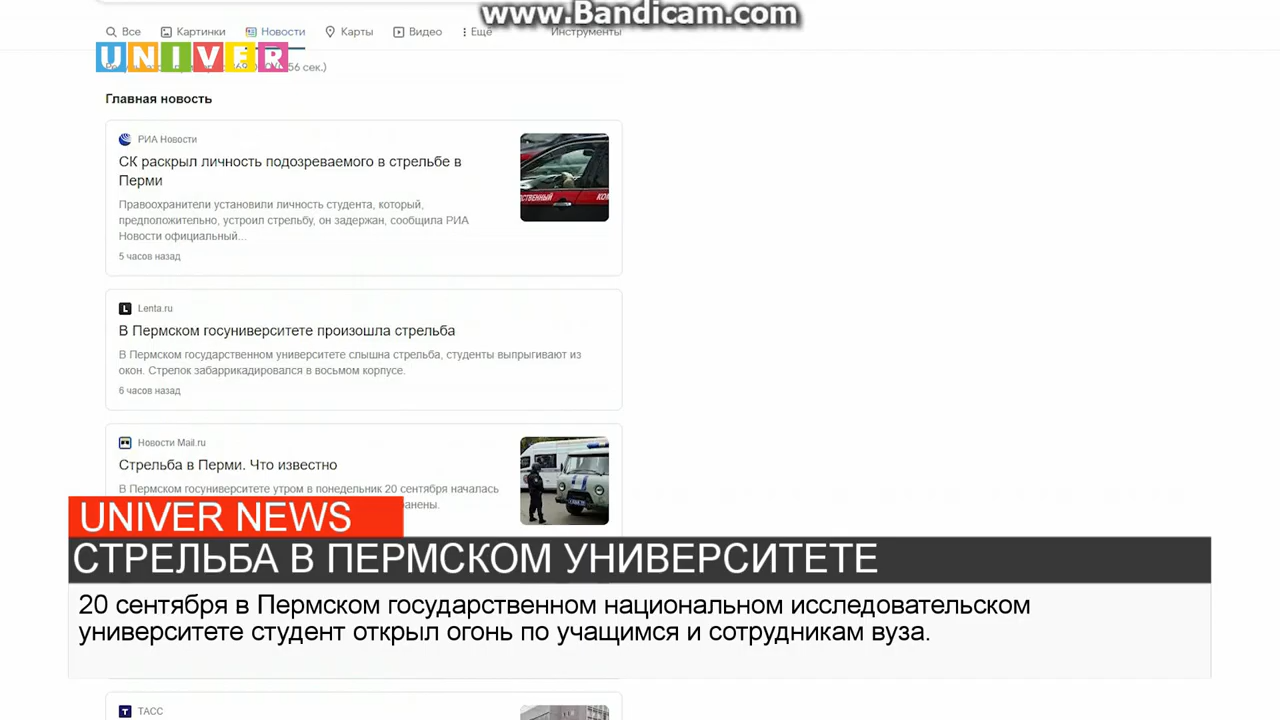 www.Bandicam.com
Все Картинки Новости Карты Видео Ещё Инструменты
UNIVER
56 сек.)
Главная новость
РИА Новости
СК раскрыл личность подозреваемого в стрельбе в
Перми
Правоохранители установили личность студента, который,
предположительно, устроил стрельбу, он задержан, сообщила РИА
Новости официальный...
5 часов назад
Lenta.ru
В Пермском госуниверситете произошла стрельба
В Пермском государственном университете слышна стрельба, студенты выпрыгивают из
окон. Стрелок забаррикадировался в восьмом корпусе.
6 часов назад
Новости Mail.ru
Стрельба в Перми. Что известно
В Пермском госуниверситете утром в понедельник 20 сентября началась
UNIVER NEWS
СТРЕЛЬБА В ПЕРМСКОМ УНИВЕРСИТЕТЕ
20 сентября в Пермском государственном национальном исследовательском
университете студент открыл огонь по учащимся и сотрудникам вуза.
ТАСС